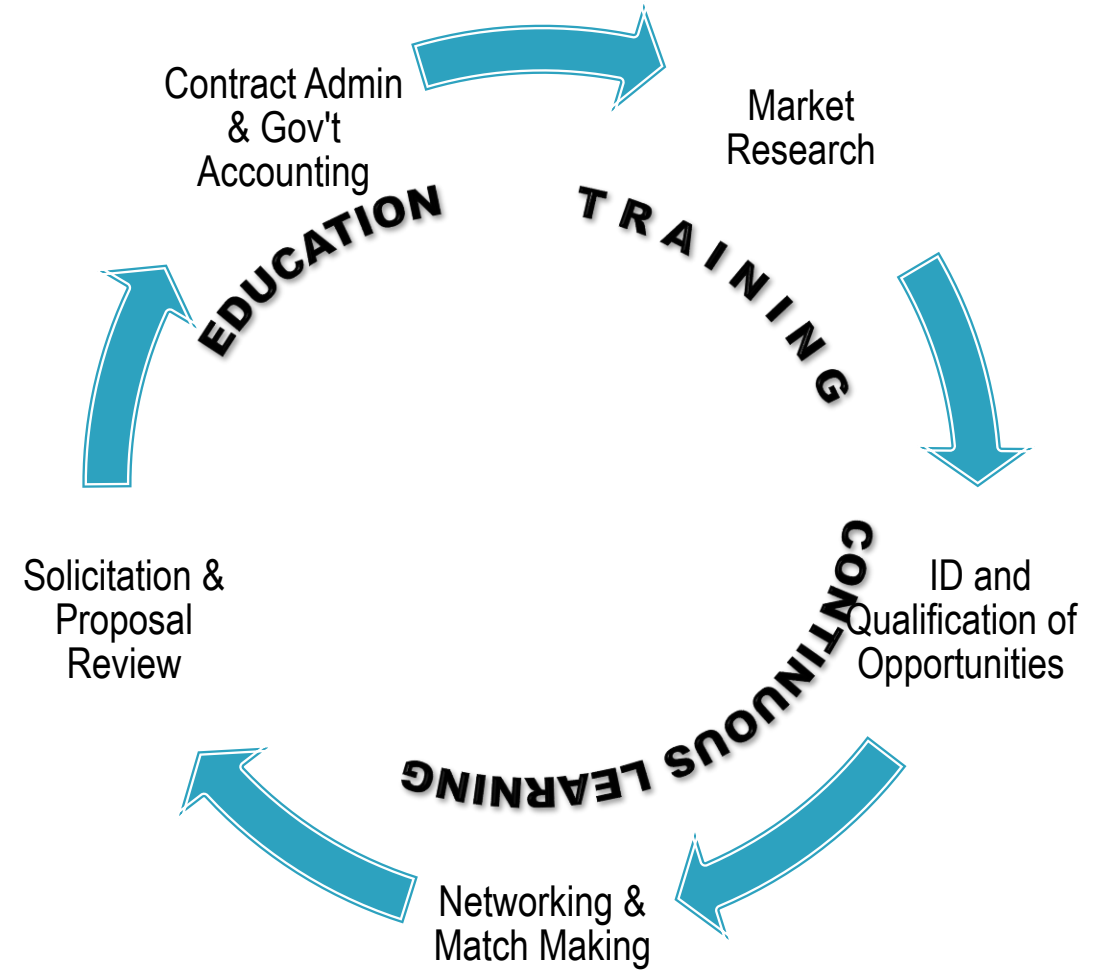 Contract Admin
& Gov't
Accounting
Market
Research
EDUCATION
TRAINING
CONTINUOUS LEARNING
ID and
Qualification of
Opportunities
Solicitation &
Proposal
Review
Networking &
Match Making